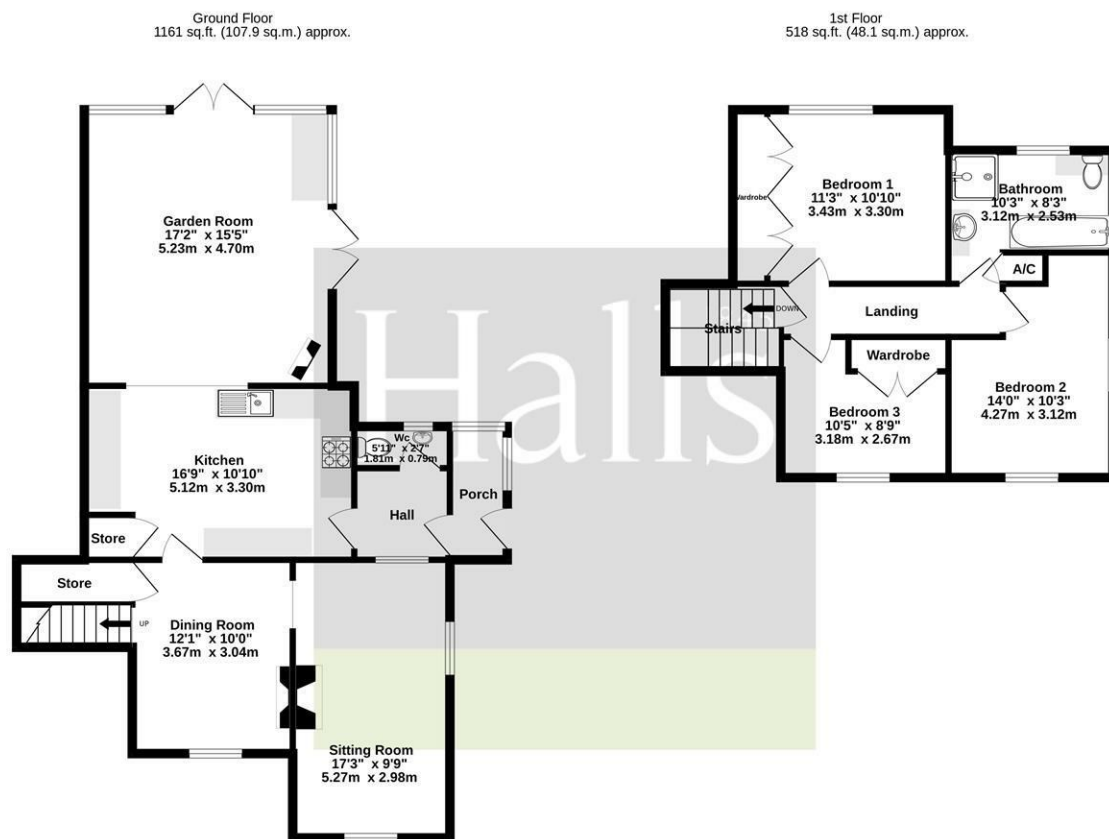 Ground Floor
1161 sq.ft. (107.9 sq.m.) approx.
1st Floor
518 sq.ft. (48.1 sq.m.) approx.
Garden Room
17'2" x 15'5"
5.23m x 4.70m
Kitchen
16'9" x 10'10"
5.12m x 3.30m
Wc
5'11" x 2'7"
1.81m x 0.79m
Hall
Porch
Store
Store
UP
Dining Room
12'1" x 10'0"
3.67m x 3.04m
Sitting Room
17'3" x 9'9"
5.27m x 2.98m
Halls
Wardrobe
Bedroom 1
11'3" x 10'10"
3.43m x 3.30m
Bathroom
10'3" x 8'3"
3.12m x 2.53m
A/C
Stairs
DOWN
Landing
Wardrobe
Bedroom 2
14'0" x 10'3"
4.27m x 3.12m
Bedroom 3
10'5" x 8'9"
3.18m x 2.67m